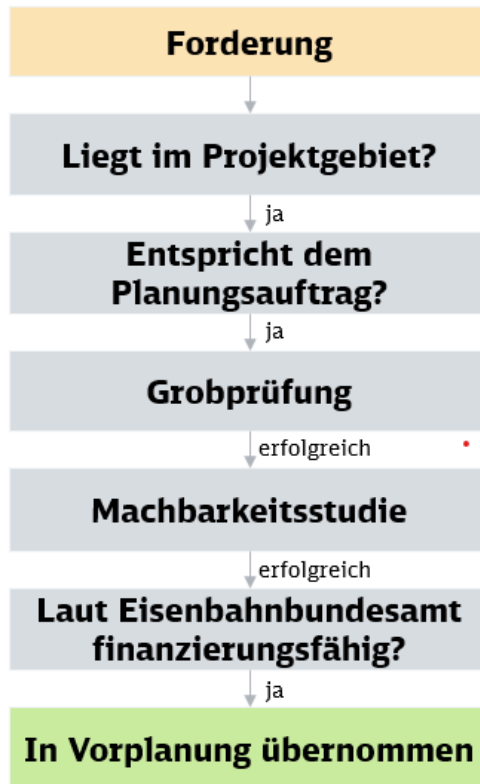 Forderung
Liegt im Projektgebiet?
ja
Entspricht dem
Planungsauftrag?
ja
Grobprüfung
erfolgreich
Machbarkeitsstudie
erfolgreich
Laut Eisenbahnbundesamt
finanzierungsfähig?
ja
In Vorplanung übernommen